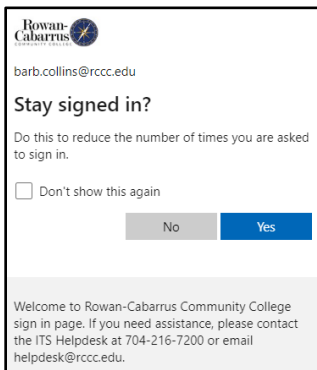 Rowan-
Cabarrus
COMMUNITY COLLEGE
barb.collins@rccc.edu
Stay signed in?
Do this to reduce the number of times you are asked
to sign in.
Don't show this again
No
Yes
Welcome to Rowan-Cabarrus Community College
sign in page. If you need assistance, please contact
the ITS Helpdesk at 704-216-7200 or email
helpdesk@rccc.edu.